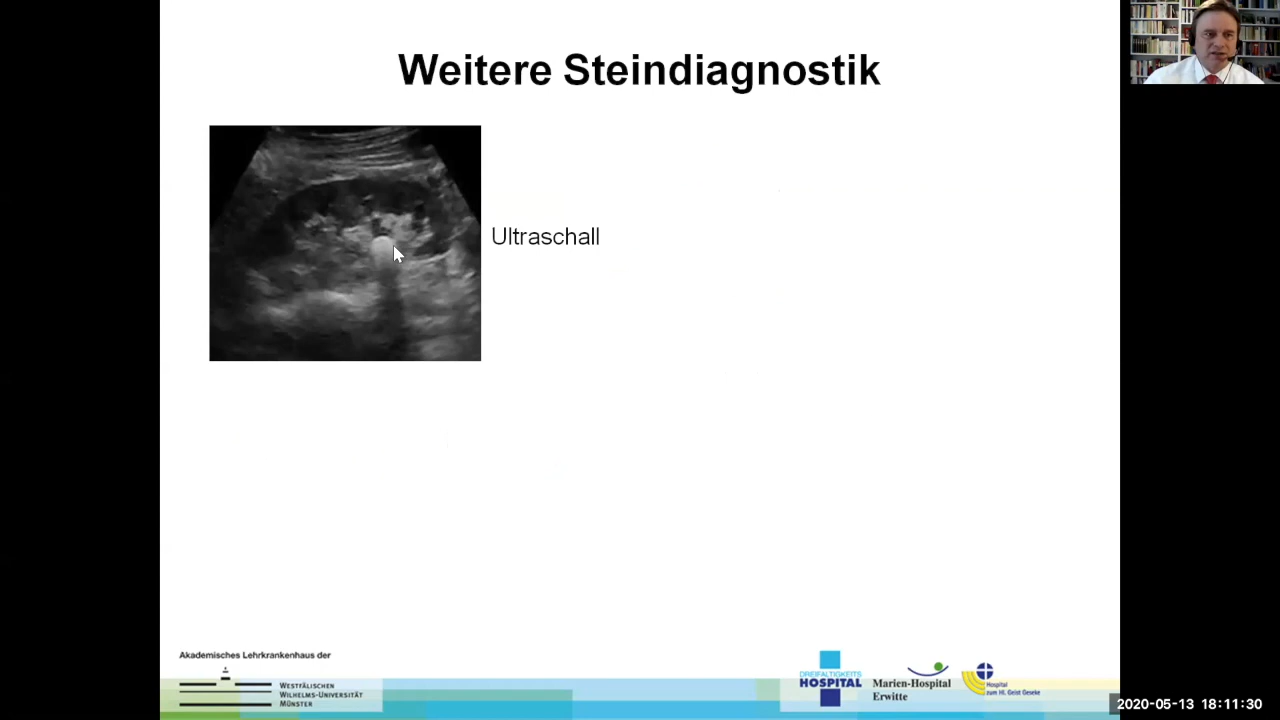 Weitere Steindiagnostik
Ultraschall
Akademisches Lehrkrankenhaus der
WESTFÄLISCHEN
WILHELMS-UNIVERSITÄT
MÜNSTER
DREIFALTIGKEITS
HOSPITAL
Marien-Hospital
Erwitte
Hospital
zum Hl. Geist Geseke
2020-05-13 18:11:30